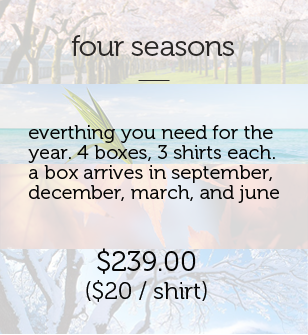 four seasons
everthing you need for the
year. 4 boxes, 3 shirts each.
a box arrives in september,
december, march, and june
$239.00
($20 / shirt)